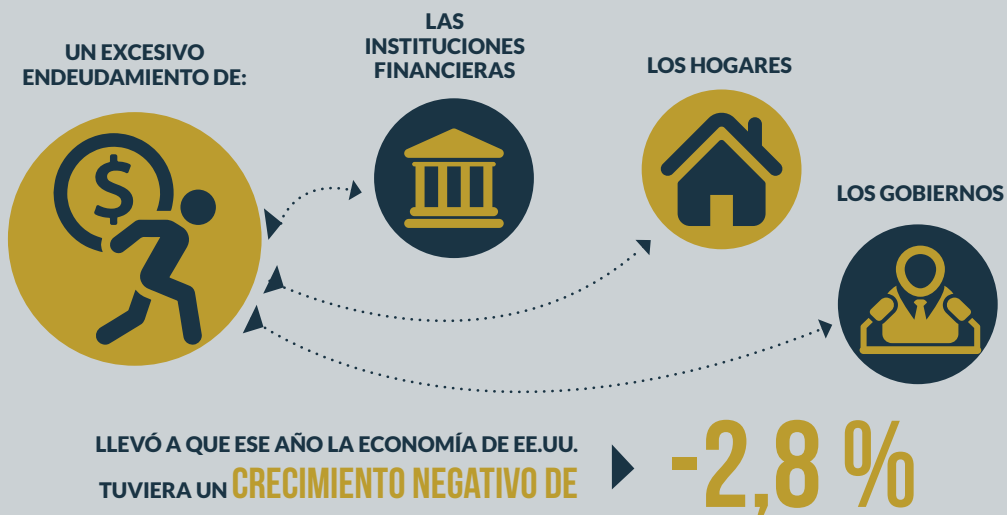 UN EXCESIVO
ENDEUDAMIENTO DE:
$
LAS
INSTITUCIONES
FINANCIERAS
LOS HOGARES
LOS GOBIERNOS
LLEVÓ A QUE ESE AÑO LA ECONOMÍA DE EE.UU.
TUVIERA UN CRECIMIENTO NEGATIVO DE
-2,8 %